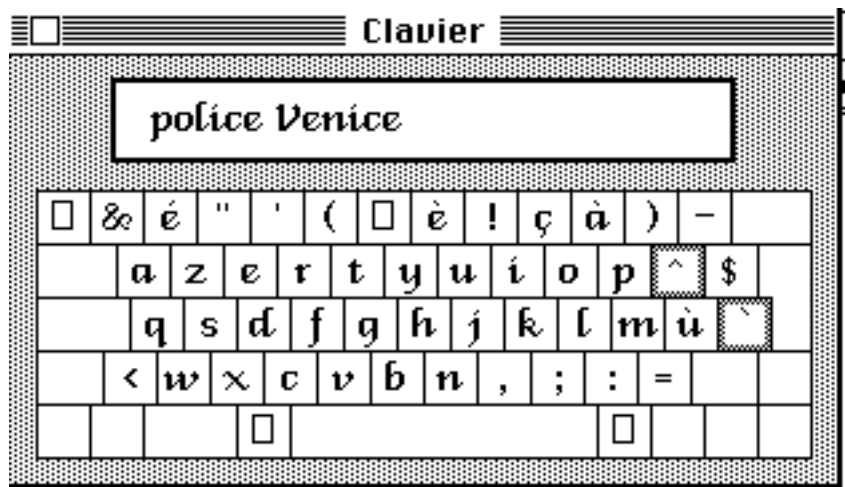 Clavier
police Venice
& é " ' ( è ! ç à ) -
a z e r t y u i o p ^ $
q s d f g h j k l m ù `
< w x c v b n , ; : =